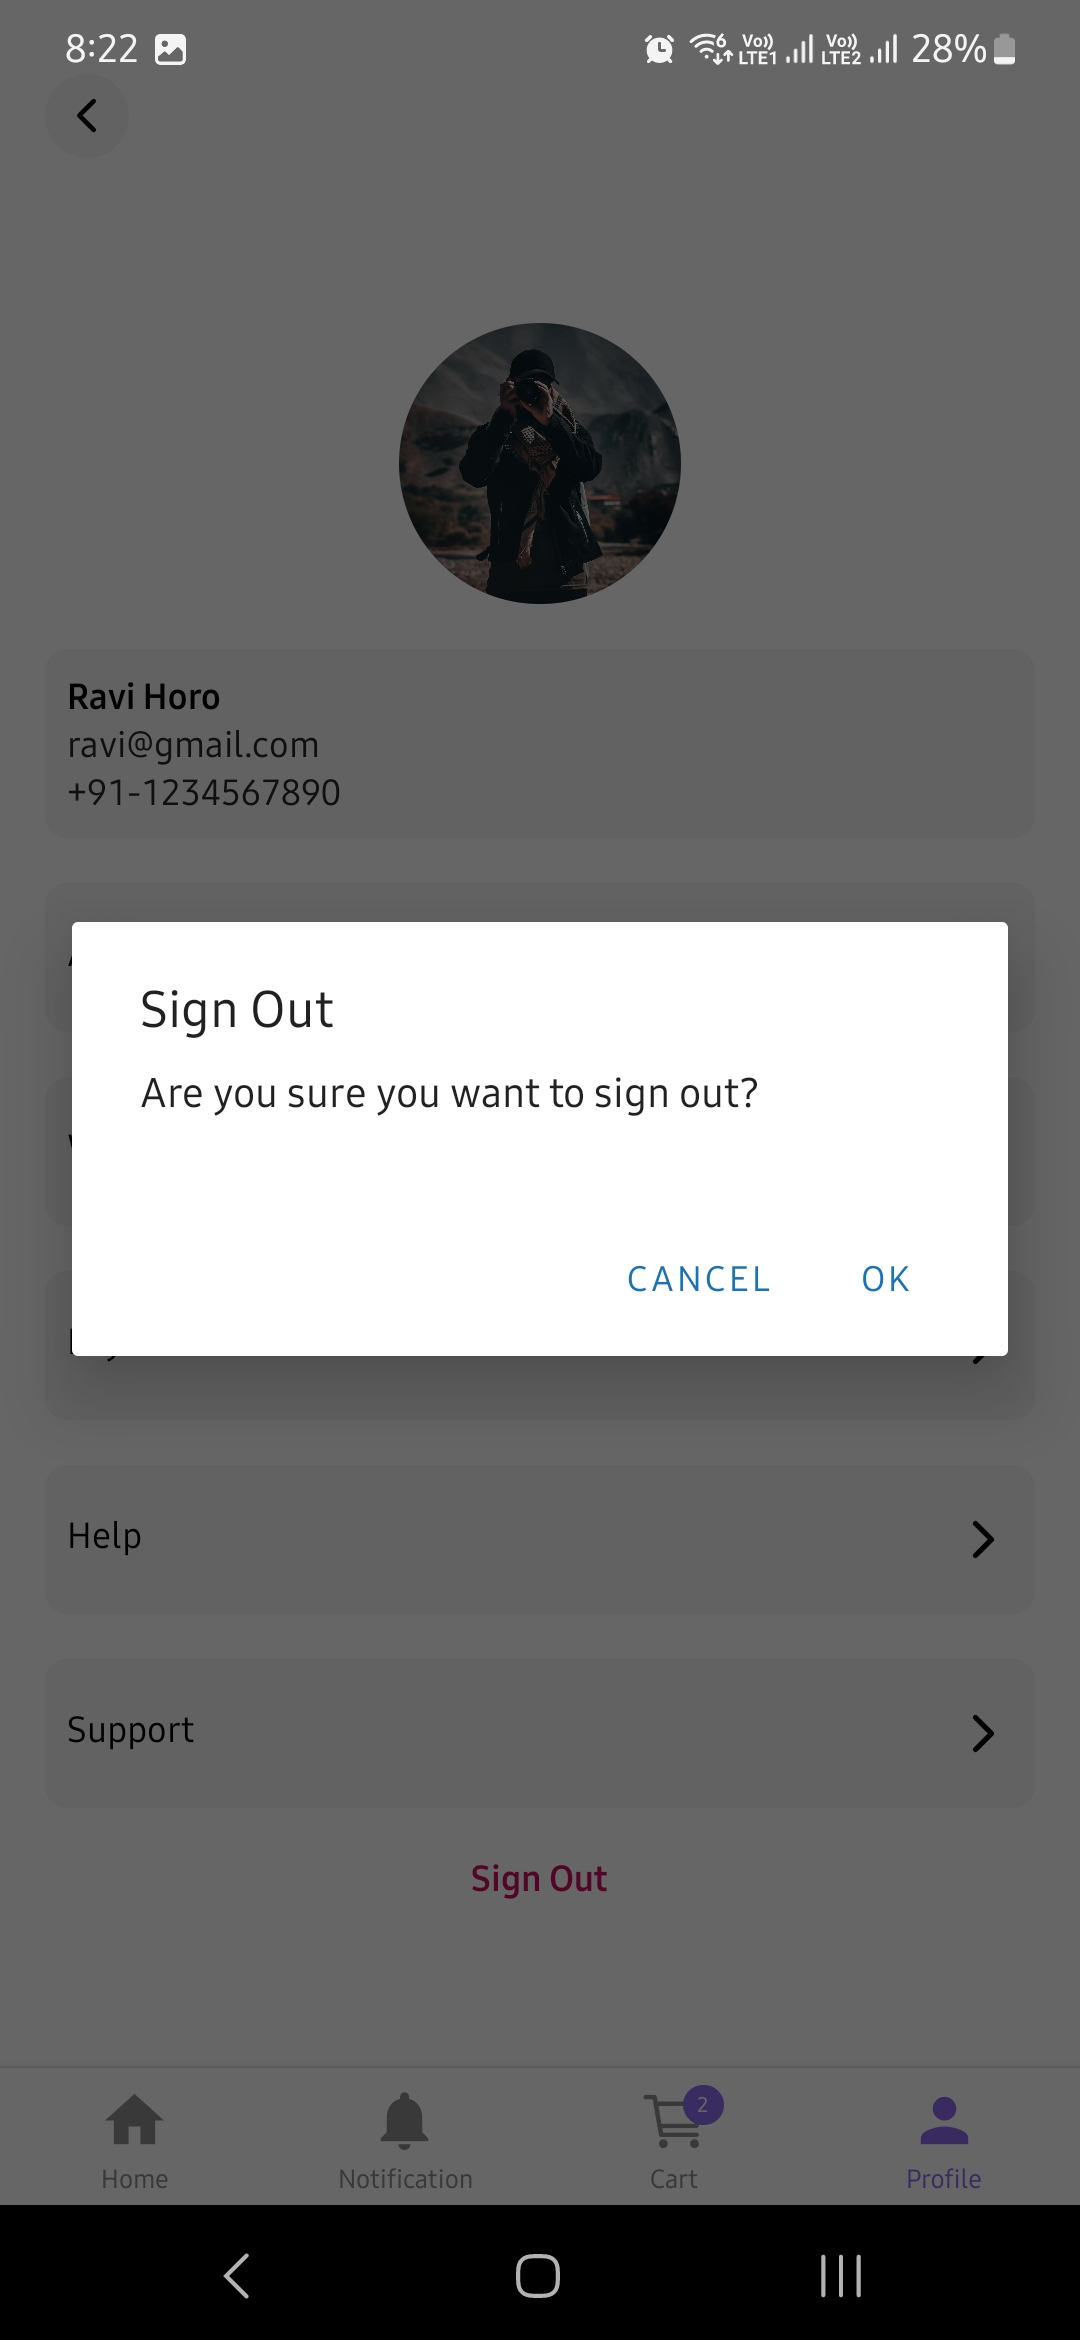 8:22
6 Vo)) LTE1 Vo)) LTE2 28%
Ravi Horo
ravi@gmail.com
+91-1234567890
Sign Out
Are you sure you want to sign out?
CANCEL OK
Help
Support
Sign Out
2
Home Notification Cart Profile